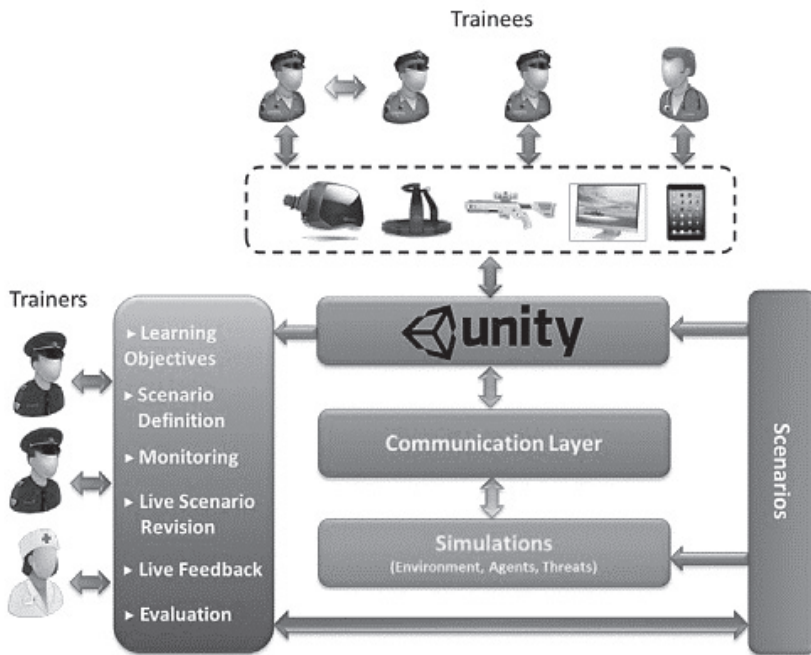 Trainees
Trainers
▸ Learning
Objectives
▸ Scenario
Definition
▸ Monitoring
▸ Live Scenario
Revision
▸ Live Feedback
▸ Evaluation
unity
Communication Layer
Simulations
(Environment, Agents, Threats)
Scenarios